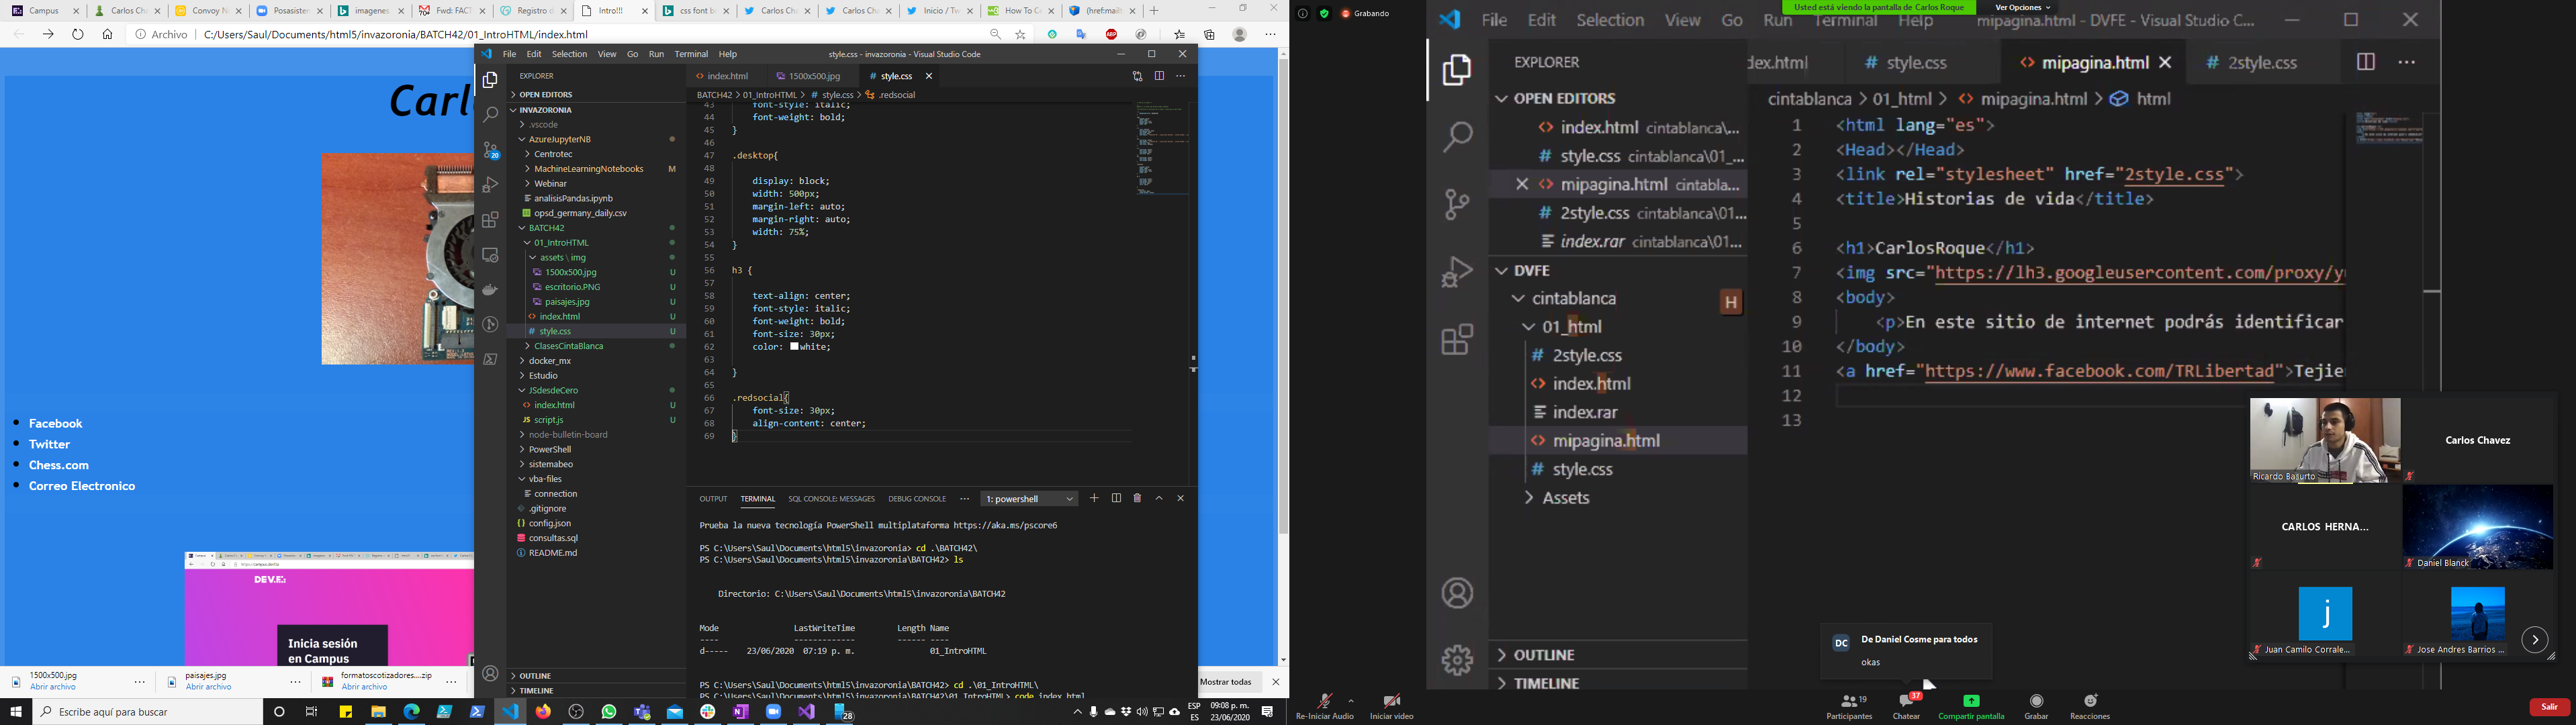 Campus
Carlos Ch
Convoy N
Posasister
imagenes
Fwd: FACT
Registro d
Intro!!!
css font b
Carlos Ch
Carlos Ch
Inicio / Tw
How To C
(href:mailt
Archivo
C:/Users/Saul/Documents/html5/invazoronia/BATCH42/01_IntroHTML/index.html
Carl
Facebook
Twitter
Chess.com
Correo Electronico
DEV.F.:
Inicia sesión
en Campus
1500x500.jpg
Abrir archivo
paisajes.jpg
Abrir archivo
formatoscotizadores....zip
Abrir archivo
Mostrar todas
File Edit Selection View Go Run Terminal Help
style.css - invazoronia - Visual Studio Code
EXPLORER
OPEN EDITORS
INVAZORONIA
.vscode
AzureJupyterNB
Centrotec
MachineLearningNotebooks M
Webinar
analisisPandas.ipynb
opsd_germany_daily.csv
BATCH42
01_IntroHTML
assets \ img
1500x500.jpg U
escritorio.PNG U
paisajes.jpg U
index.html U
style.css U
ClasesCintaBlanca
docker_mx
Estudio
JSdesdeCero
index.html U
script.js U
node-bulletin-board
PowerShell
sistemabeo
vba-files
connection
.gitignore
config.json
consultas.sql
README.md
OUTLINE
TIMELINE
20
index.html
1500x500.jpg
style.css
BATCH42 > 01_IntroHTML > style.css > .redsocial
43 font-style: italic;
44 font-weight: bold;
45 }
46
47 .desktop{
48
49 display: block;
50 width: 500px;
51 margin-left: auto;
52 margin-right: auto;
53 width: 75%;
54 }
55
56 h3 {
57
58 text-align: center;
59 font-style: italic;
60 font-weight: bold;
61 font-size: 30px;
62 color: white;
63
64 }
65
66 .redsocial{
67 font-size: 30px;
68 align-content: center;
69 }
OUTPUT TERMINAL SQL CONSOLE: MESSAGES DEBUG CONSOLE ··· 1: powershell
Prueba la nueva tecnología PowerShell multiplataforma https://aka.ms/pscore6
PS C:\Users\Saul\Documents\html5\invazoronia> cd .\BATCH42\
PS C:\Users\Saul\Documents\html5\invazoronia\BATCH42> ls
Directorio: C:\Users\Saul\Documents\html5\invazoronia\BATCH42
Mode LastWriteTime Length Name
---- ------------- ------ ----
d----- 23/06/2020 07:19 p. m. 01_IntroHTML
PS C:\Users\Saul\Documents\html5\invazoronia\BATCH42> cd .\01_IntroHTML\
PS C:\Users\Saul\Documents\html5\invazoronia\BATCH42\01_IntroHTML> code index.html
Escribe aquí para buscar
28
ESP
ES
09:08 p. m.
23/06/2020
Grabando
Usted está viendo la pantalla de Carlos Roque
Ver Opciones
File Edit Selection View Go Run Terminal Help
mipagina.html - DVFE - Visual Studio C...
EXPLORER
OPEN EDITORS
index.html cintablanca\...
style.css cintablanca\01_...
mipagina.html cintabla...
2style.css cintablanca\01...
index.rar cintablanca\01...
DVFE
cintablanca
01_html
2style.css
index.html
index.rar
mipagina.html
style.css
Assets
OUTLINE
TIMELINE
H
dex.html
style.css
mipagina.html
2style.css
cintablanca > 01_html > mipagina.html > html
1 <html lang="es">
2 <Head></Head>
3 <link rel="stylesheet" href="2style.css">
4 <title>Historias de vida</title>
5
6 <h1>CarlosRoque</h1>
7 <img src="https://lh3.googleusercontent.com/proxy/y
8 <body>
9 <p>En este sitio de internet podrás identificar
10 </body>
11 <a href="https://www.facebook.com/TRLibertad">Tejie
12
13
Ricardo Basurto
Carlos Chavez
CARLOS HERNA...
Daniel Blanck
j
Juan Camilo Corrale...
Jose Andres Barrios ...
DC
De Daniel Cosme para todos
okas
Re-Iniciar Audio
Iniciar video
19
Participantes
37
Chatear
Compartir pantalla
Grabar
Reacciones
Salir